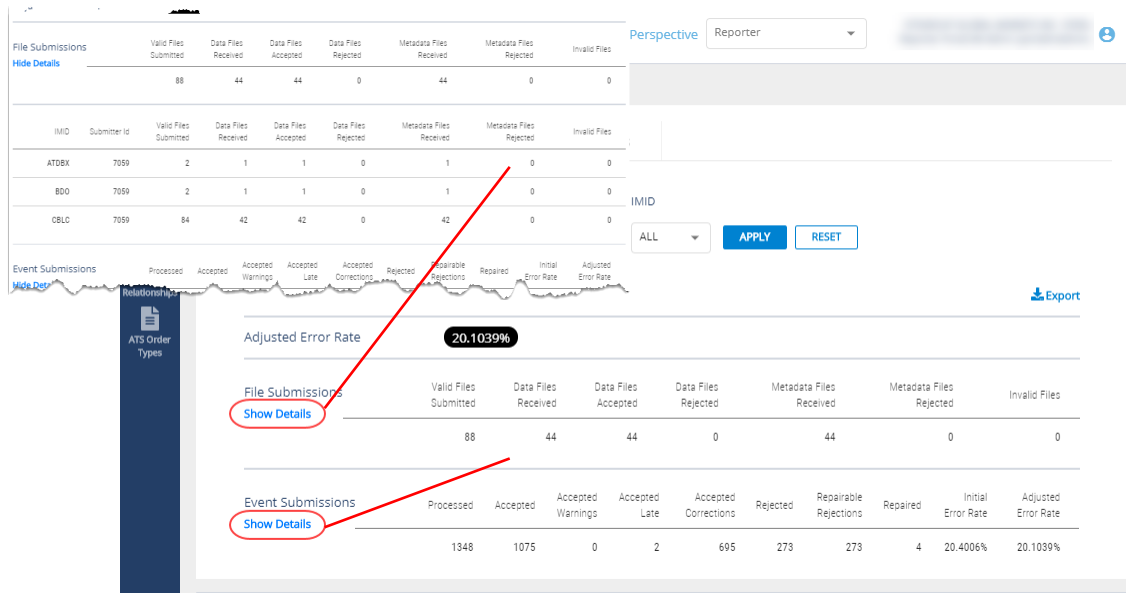 File Submissions
Hide Details
Valid Files Submitted Data Files Received Data Files Accepted Data Files Rejected Metadata Files Received Metadata Files Rejected Invalid Files
88 44 44 0 44 0 0
IMID Submitter Id Valid Files Submitted Data Files Received Data Files Accepted Data Files Rejected Metadata Files Received Metadata Files Rejected Invalid Files
ATDBX 7059 2 1 1 0 1 0 0
BDO 7059 2 1 1 0 1 0 0
CBLC 7059 84 42 42 0 42 0 0
Event Submissions
Processed Accepted Accepted Warnings Accepted Late Accepted Corrections Rejected Repairable Rejections Repaired Initial Error Rate Adjusted Error Rate
Perspective Reporter
IMID
ALL APPLY RESET
Export
Relationships
ATS Order
Types
Adjusted Error Rate 20.1039%
File Submissions
Show Details
Valid Files Submitted Data Files Received Data Files Accepted Data Files Rejected Metadata Files Received Metadata Files Rejected Invalid Files
88 44 44 0 44 0 0
Event Submissions
Show Details
Processed Accepted Accepted Warnings Accepted Late Accepted Corrections Rejected Repairable Rejections Repaired Initial Error Rate Adjusted Error Rate
1348 1075 0 2 695 273 273 4 20.4006% 20.1039%